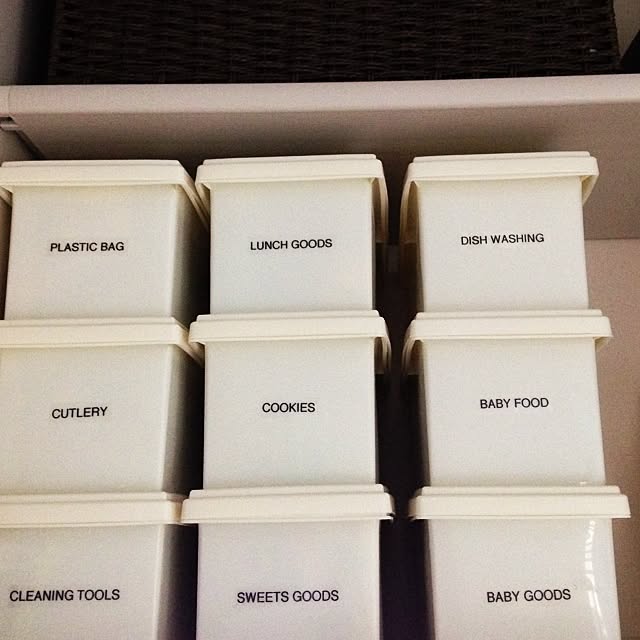 PLASTIC BAG
LUNCH GOODS
DISH WASHING
CUTLERY
COOKIES
BABY FOOD
CLEANING TOOLS
SWEETS GOODS
BABY GOODS